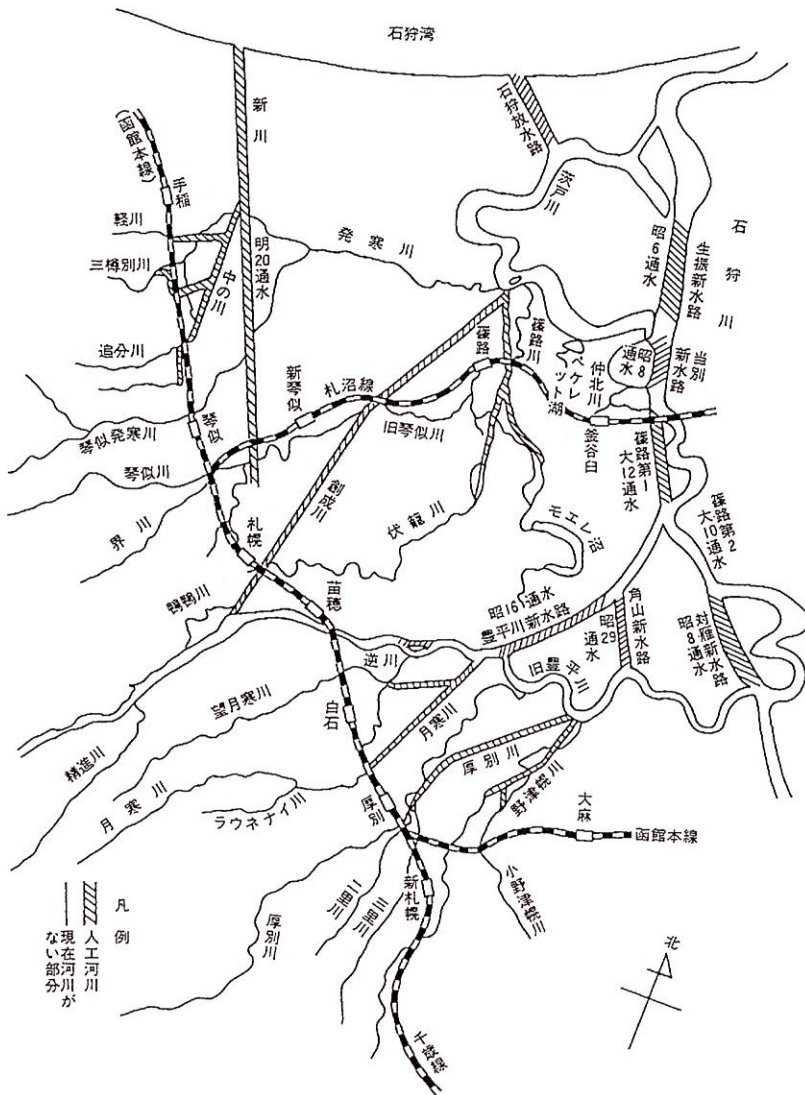 石狩湾
石狩放水路
新川
(函館本線)
手稲
茨戸川
石狩川
軽川
発寒川
昭6通水
生振新水路
三樽別川
中の川
明20通水
追分川
新琴似
札沼線
篠路
篠路川
ペケレット湖
仲北川
昭8通水
当別新水路
釜谷臼
琴似
旧琴似川
琴似発寒川
琴似川
篠路第1
大12通水
界川
創成川
伏籠川
モエレ沼
篠路第2
大10通水
札幌
苗穂
鴨鴨川
昭16通水
豊平川新水路
角山新水路
昭29通水
対雁新水路
昭8通水
逆川
旧豊平川
望月寒川
白石
月寒川
精進川
厚別川
月寒川
ラウネナイ川
厚別
野津幌川
大麻
函館本線
新札幌
小野津幌川
二里川
三里川
厚別川
千歳線
北
凡例
人工河川
現在河川が
ない部分